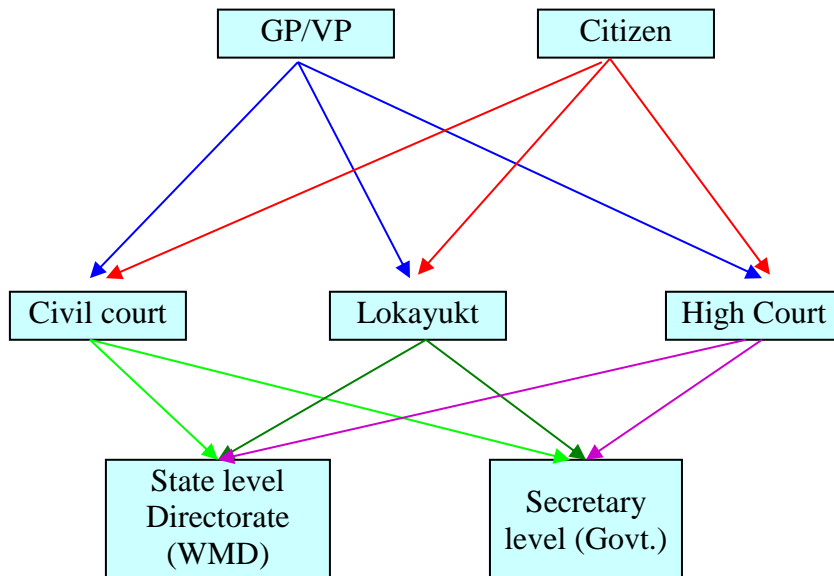 GP/VP
Citizen
Civil court
Lokayukt
High Court
State level
Directorate
(WMD)
Secretary
level (Govt.)